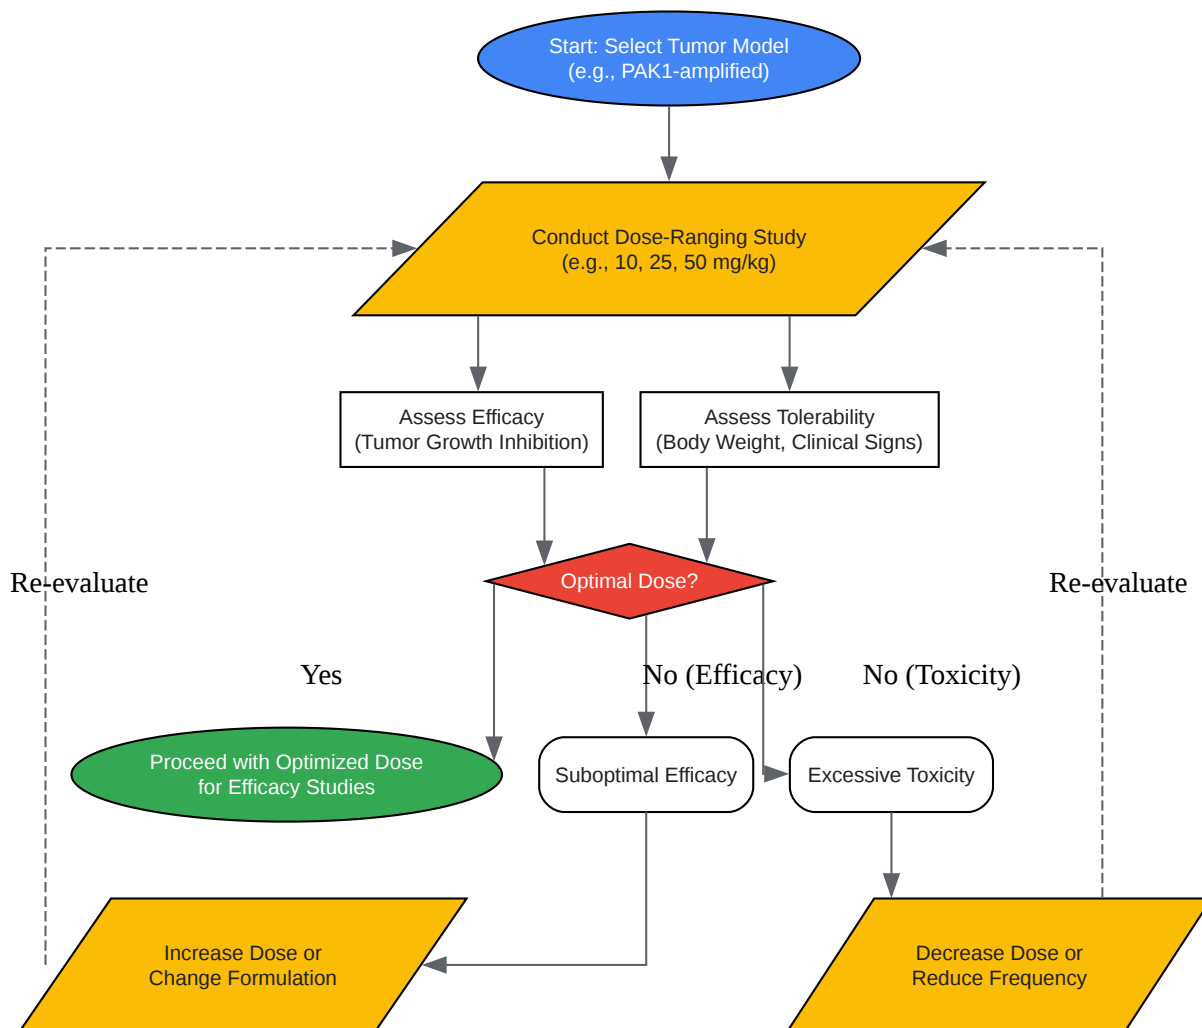 Start: Select Tumor Model
(e.g., PAK1-amplified)
Conduct Dose-Ranging Study
(e.g., 10, 25, 50 mg/kg)
Assess Efficacy
(Tumor Growth Inhibition)
Assess Tolerability
(Body Weight, Clinical Signs)
Optimal Dose?
Re-evaluate
Re-evaluate
Yes
No (Efficacy)
No (Toxicity)
Proceed with Optimized Dose
for Efficacy Studies
Suboptimal Efficacy
Excessive Toxicity
Increase Dose or
Change Formulation
Decrease Dose or
Reduce Frequency